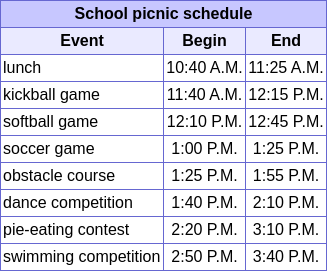 School picnic schedule
Event Begin End
lunch 10:40 A.M. 11:25 A.M.
kickball game 11:40 A.M. 12:15 P.M.
softball game 12:10 P.M. 12:45 P.M.
soccer game 1:00 P.M. 1:25 P.M.
obstacle course 1:25 P.M. 1:55 P.M.
dance competition 1:40 P.M. 2:10 P.M.
pie-eating contest 2:20 P.M. 3:10 P.M.
swimming competition 2:50 P.M. 3:40 P.M.